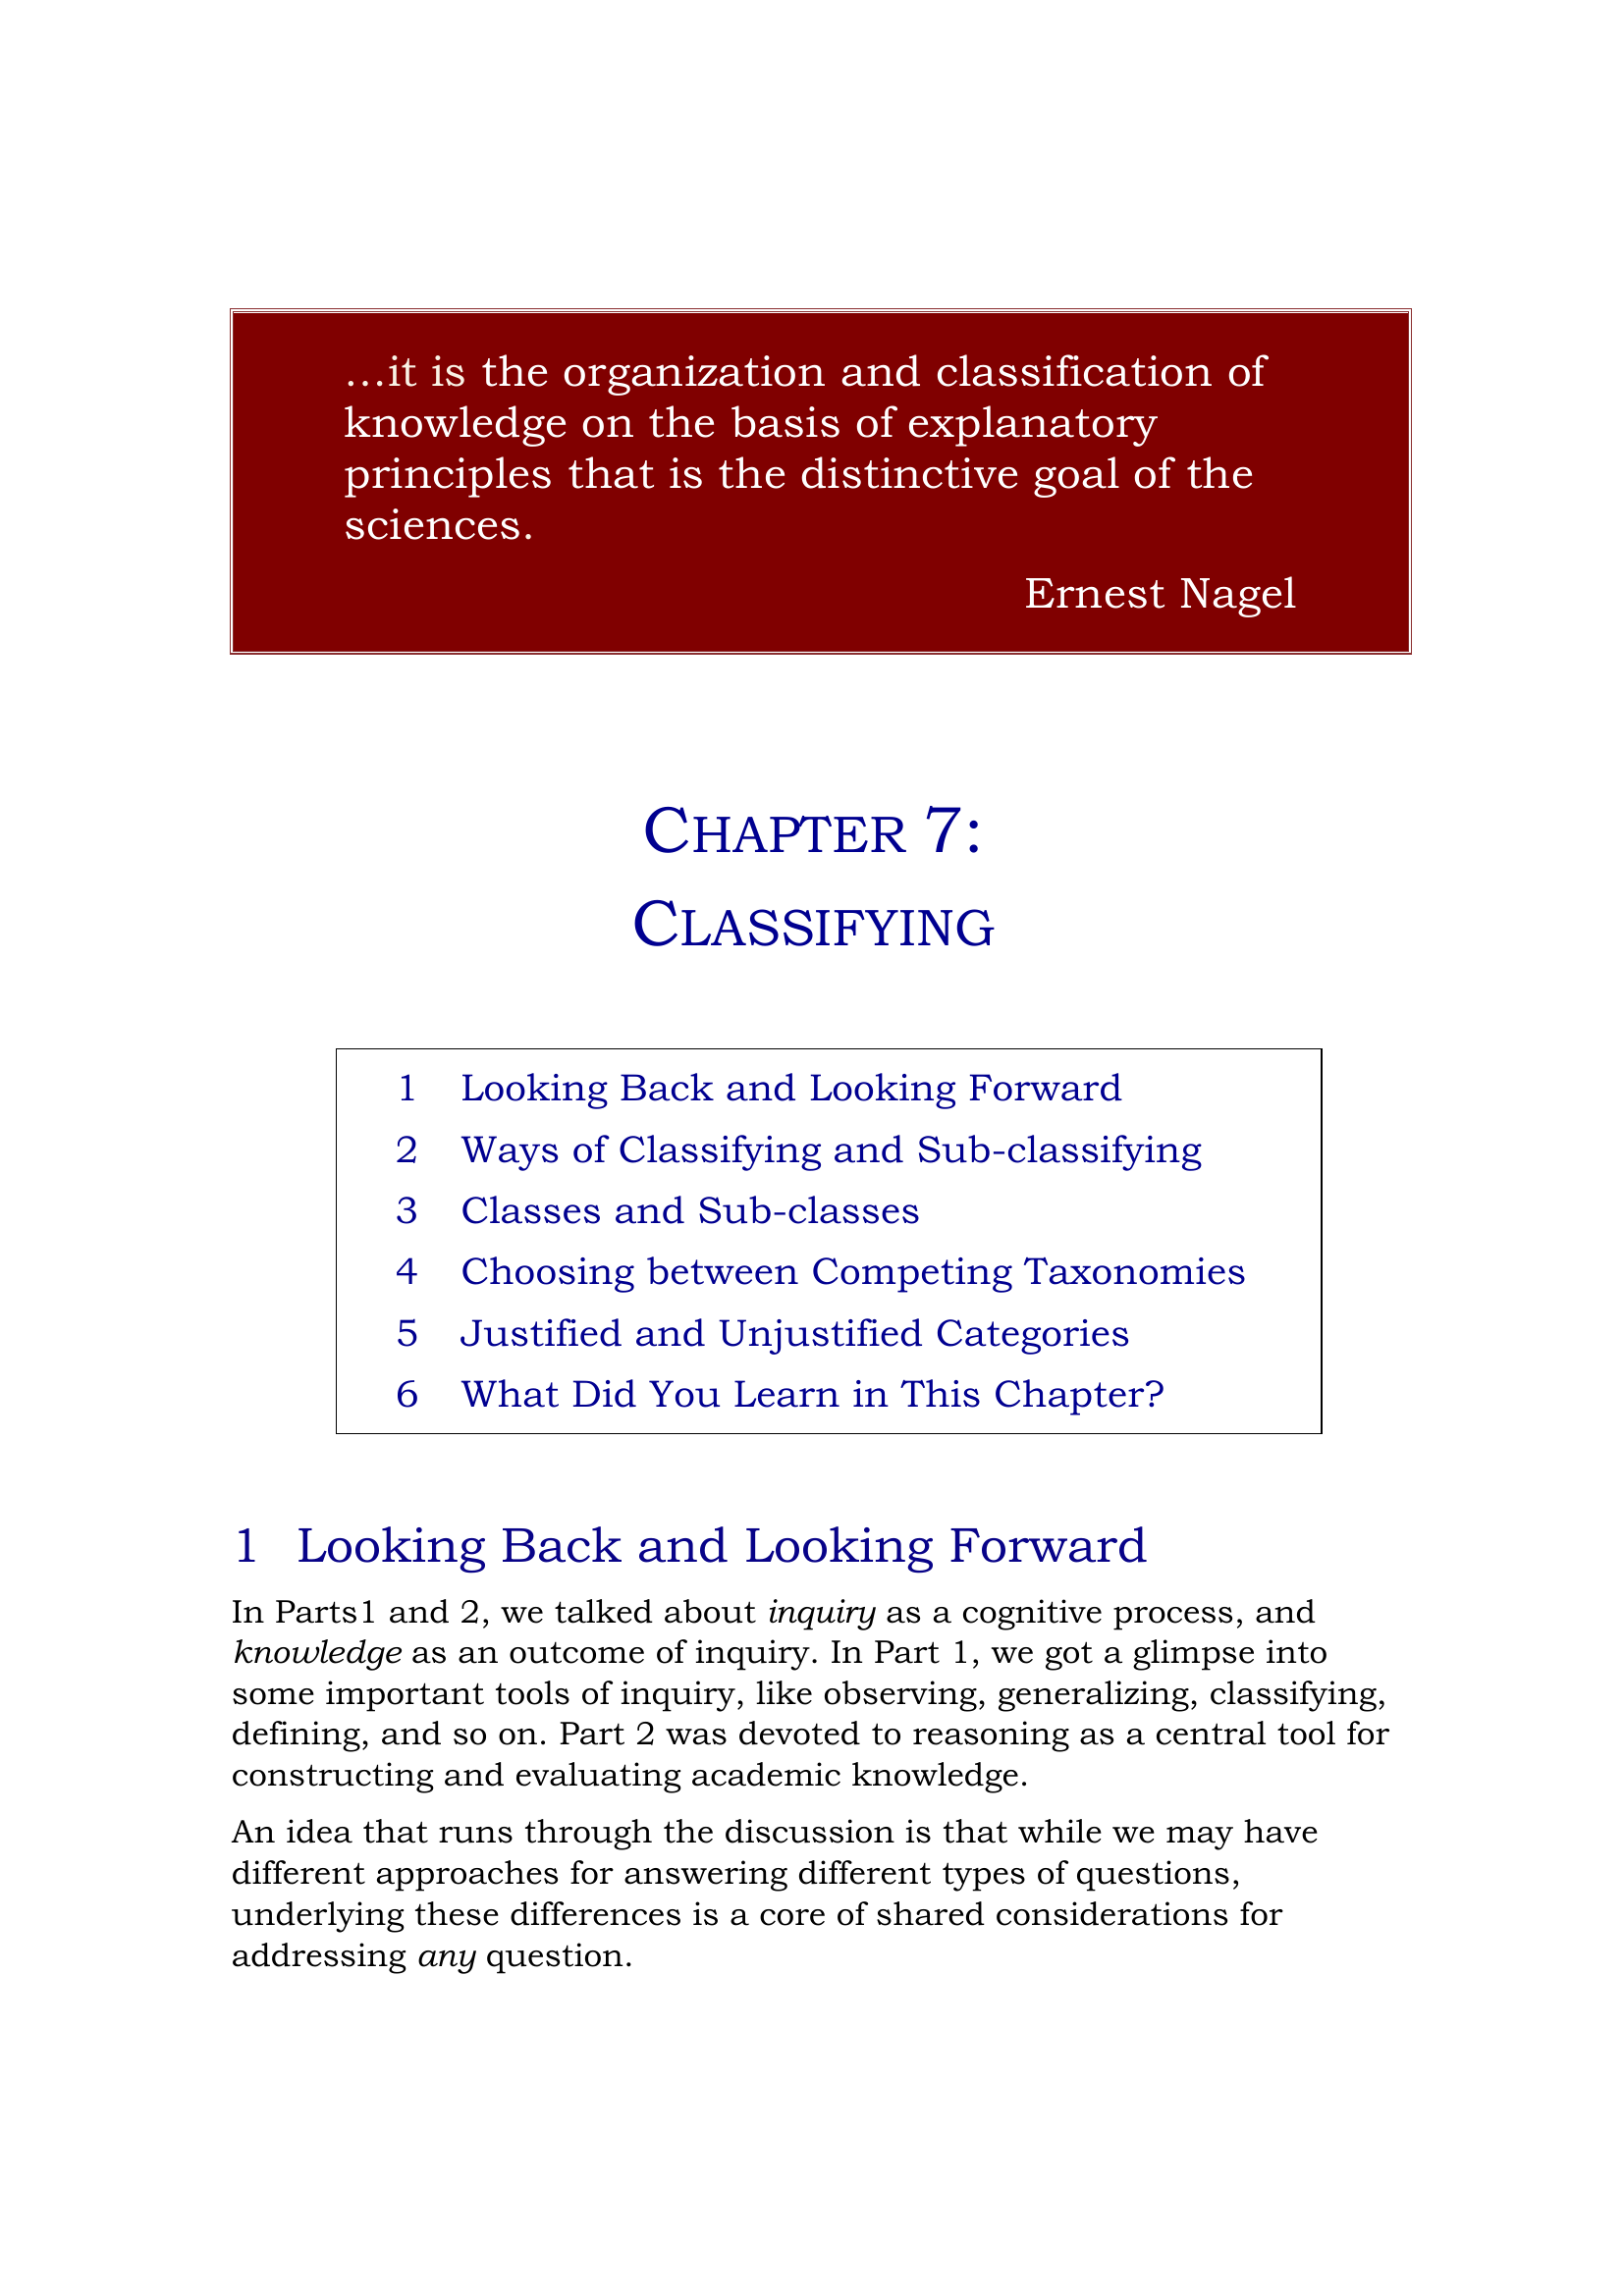 …it is the organization and classification of
knowledge on the basis of explanatory
principles that is the distinctive goal of the
sciences.
Ernest Nagel
CHAPTER 7:
CLASSIFYING
1 Looking Back and Looking Forward
2 Ways of Classifying and Sub-classifying
3 Classes and Sub-classes
4 Choosing between Competing Taxonomies
5 Justified and Unjustified Categories
6 What Did You Learn in This Chapter?
1 Looking Back and Looking Forward
In Parts1 and 2, we talked about inquiry as a cognitive process, and
knowledge as an outcome of inquiry. In Part 1, we got a glimpse into
some important tools of inquiry, like observing, generalizing, classifying,
defining, and so on. Part 2 was devoted to reasoning as a central tool for
constructing and evaluating academic knowledge.
An idea that runs through the discussion is that while we may have
different approaches for answering different types of questions,
underlying these differences is a core of shared considerations for
addressing any question.